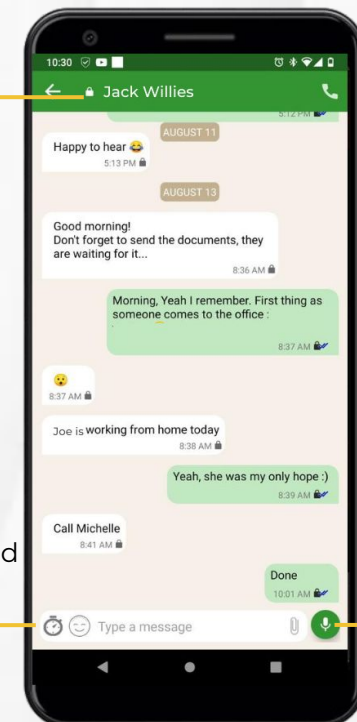 10:30
Jack Willies
5:12 PM
AUGUST 11
Happy to hear 😂
5:13 PM
AUGUST 13
Good morning!
Don't forget to send the documents, they
are waiting for it...
8:36 AM
Morning, Yeah I remember. First thing as
someone comes to the office :
8:37 AM
😯
8:37 AM
Joe is working from home today
8:38 AM
Yeah, she was my only hope :)
8:39 AM
Call Michelle
8:41 AM
d
Done
10:01 AM
Type a message